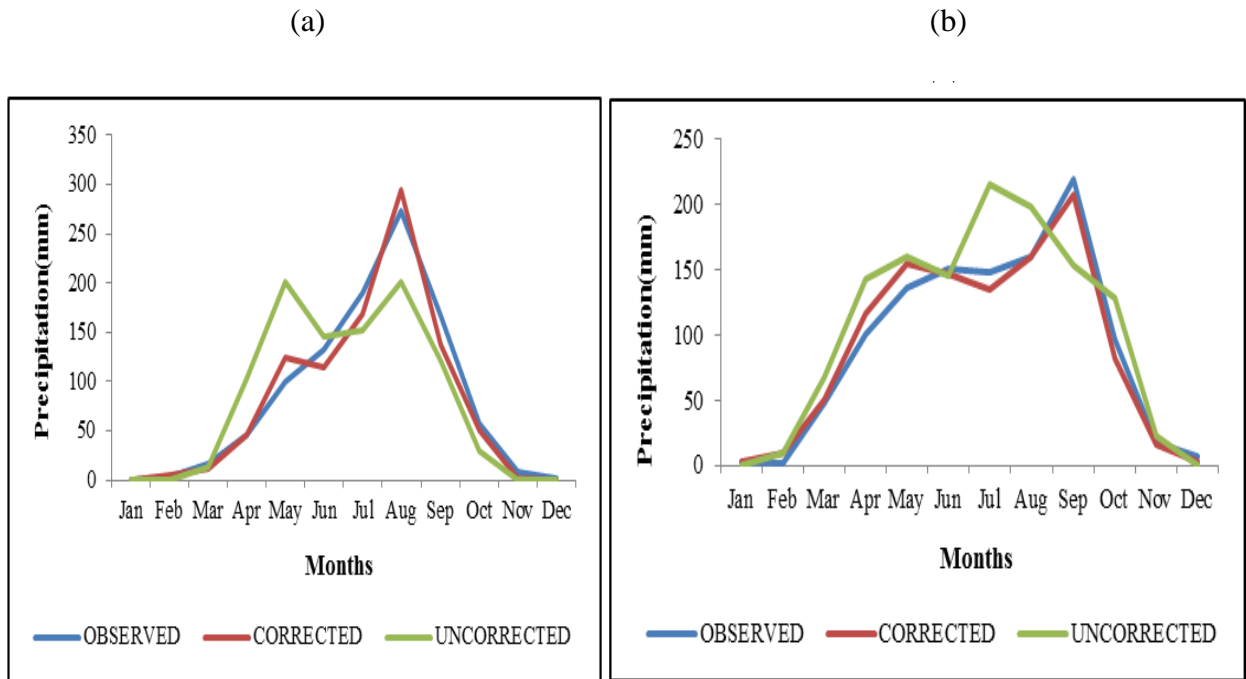 (a)
(b)
350
300
250
200
150
100
50
0
Precipitation(mm)
Jan Feb Mar Apr May Jun Jul Aug Sep Oct Nov Dec
Months
OBSERVED CORRECTED UNCORRECTED
250
200
150
100
50
0
Precipitation(mm)
Jan Feb Mar Apr May Jun Jul Aug Sep Oct Nov Dec
Months
OBSERVED CORRECTED UNCORRECTED